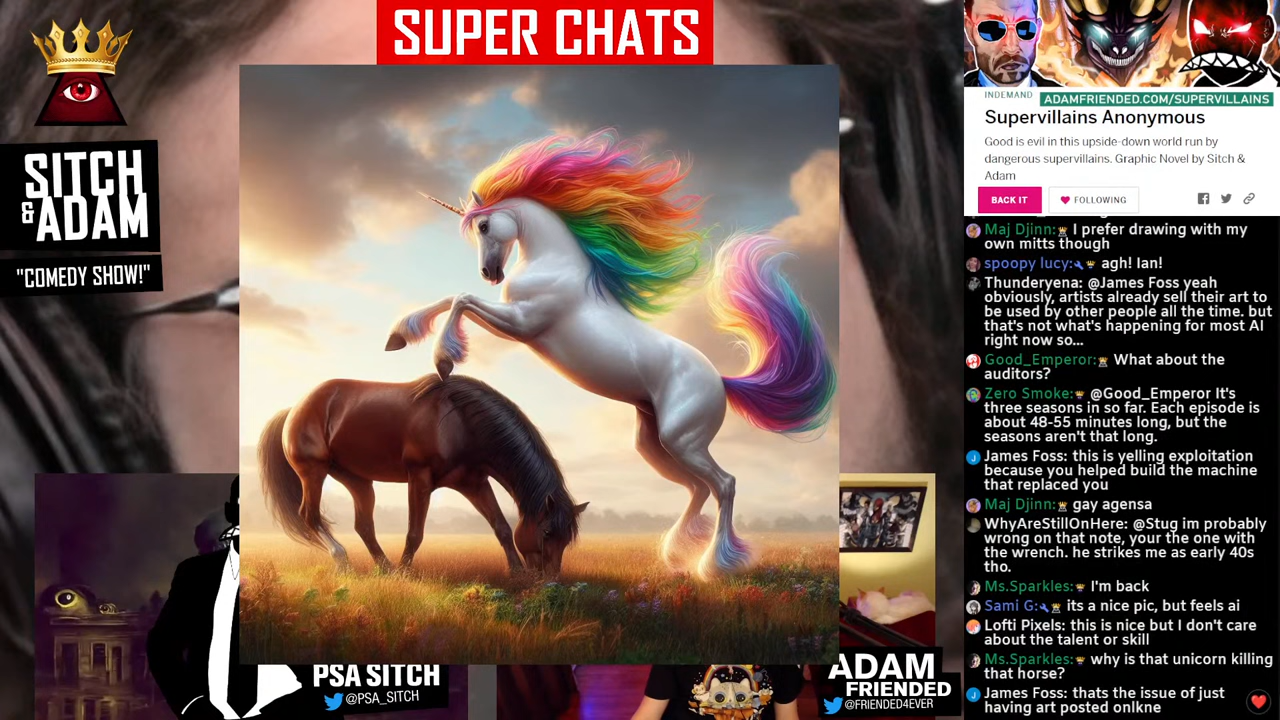 SUPER CHATS
SITCH
& ADAM
"COMEDY SHOW!"
PSA SITCH
@PSA_SITCH
ADAM
FRIENDED
@FRIENDED4EVER
INDEMAND
ADAMFRIENDED.COM/SUPERVILLAINS
Supervillains Anonymous
Good is evil in this upside-down world run by
dangerous supervillains. Graphic Novel by Sitch &
Adam
BACK IT
FOLLOWING
Maj Djinn: I prefer drawing with my
own mitts though
spoopy lucy: agh! Ian!
Thunderyena: @James Foss yeah
obviously, artists already sell their art to
be used by other people all the time. but
that's not what's happening for most AI
right now so...
Good_Emperor: What about the
auditors?
Zero Smoke: @Good_Emperor It's
three seasons in so far. Each episode is
about 48-55 minutes long, but the
seasons aren't that long.
James Foss: this is yelling exploitation
because you helped build the machine
that replaced you
Maj Djinn: gay agensa
WhyAreStillOnHere: @Stug im probably
wrong on that note, your the one with
the wrench. he strikes me as early 40s
tho.
Ms.Sparkles: I'm back
Sami G: its a nice pic, but feels ai
Lofti Pixels: this is nice but I don't care
about the talent or skill
Ms.Sparkles: why is that unicorn killing
that horse?
James Foss: thats the issue of just
having art posted onlkne